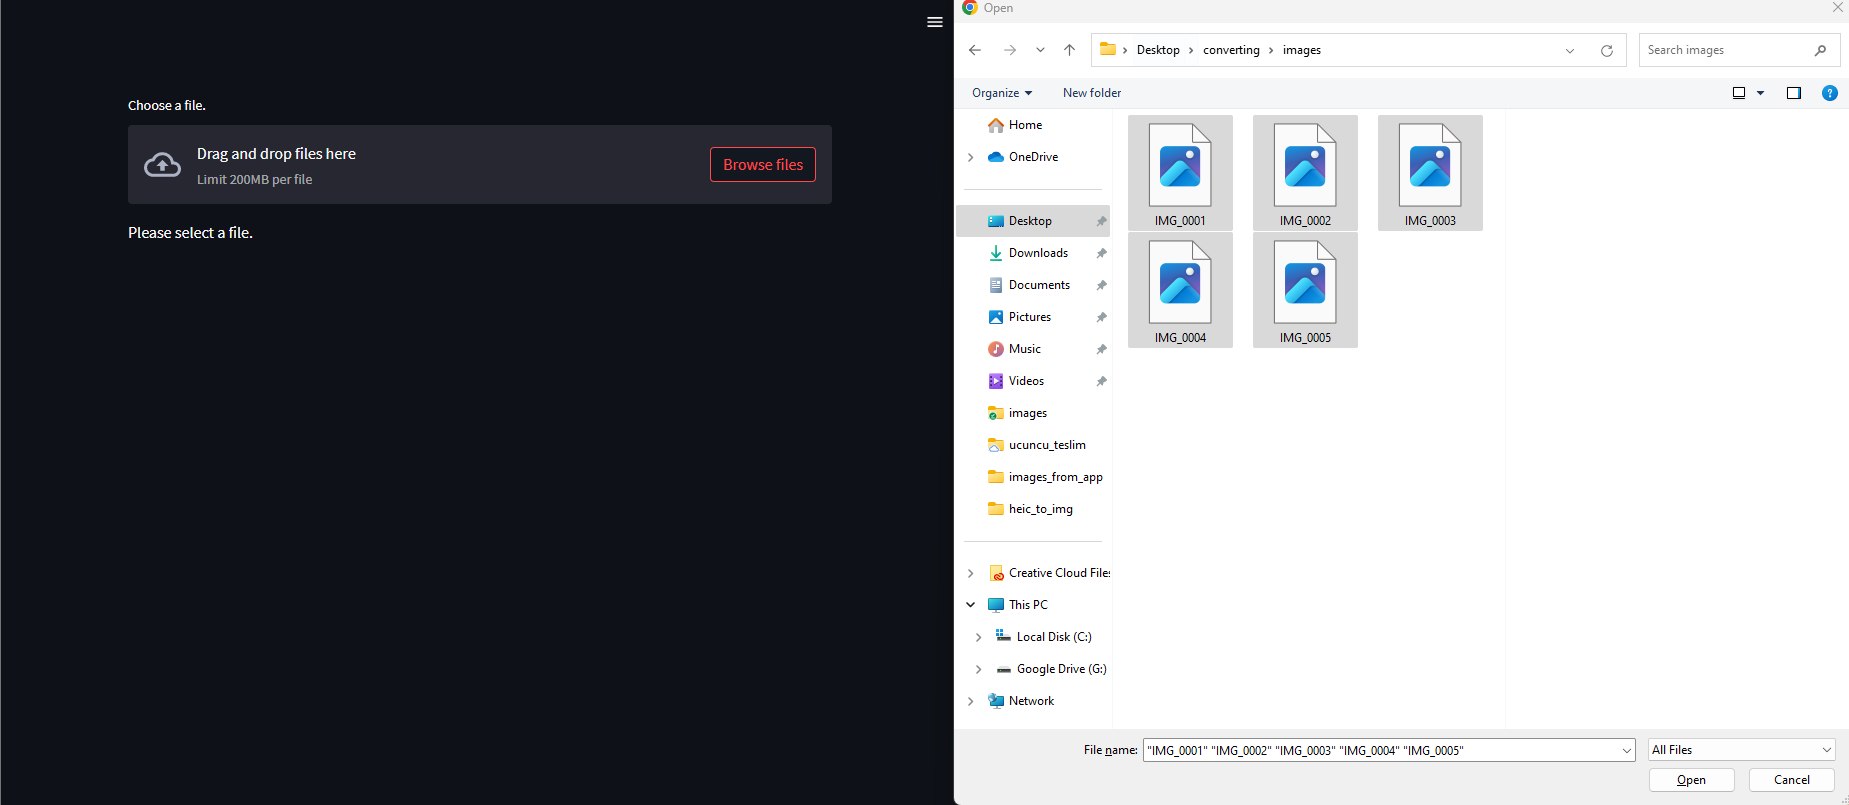 Choose a file.
Drag and drop files here
Limit 200MB per file
Browse files
Please select a file.
Open
Desktop > converting > images
Search images
Organize
New folder
?
Home
OneDrive
Desktop
Downloads
Documents
Pictures
Music
Videos
images
ucuncu_teslim
images_from_app
heic_to_img
Creative Cloud Files
This PC
Local Disk (C:)
Google Drive (G:)
Network
IMG_0001
IMG_0002
IMG_0003
IMG_0004
IMG_0005
File name: "IMG_0001" "IMG_0002" "IMG_0003" "IMG_0004" "IMG_0005"
All Files
Open
Cancel